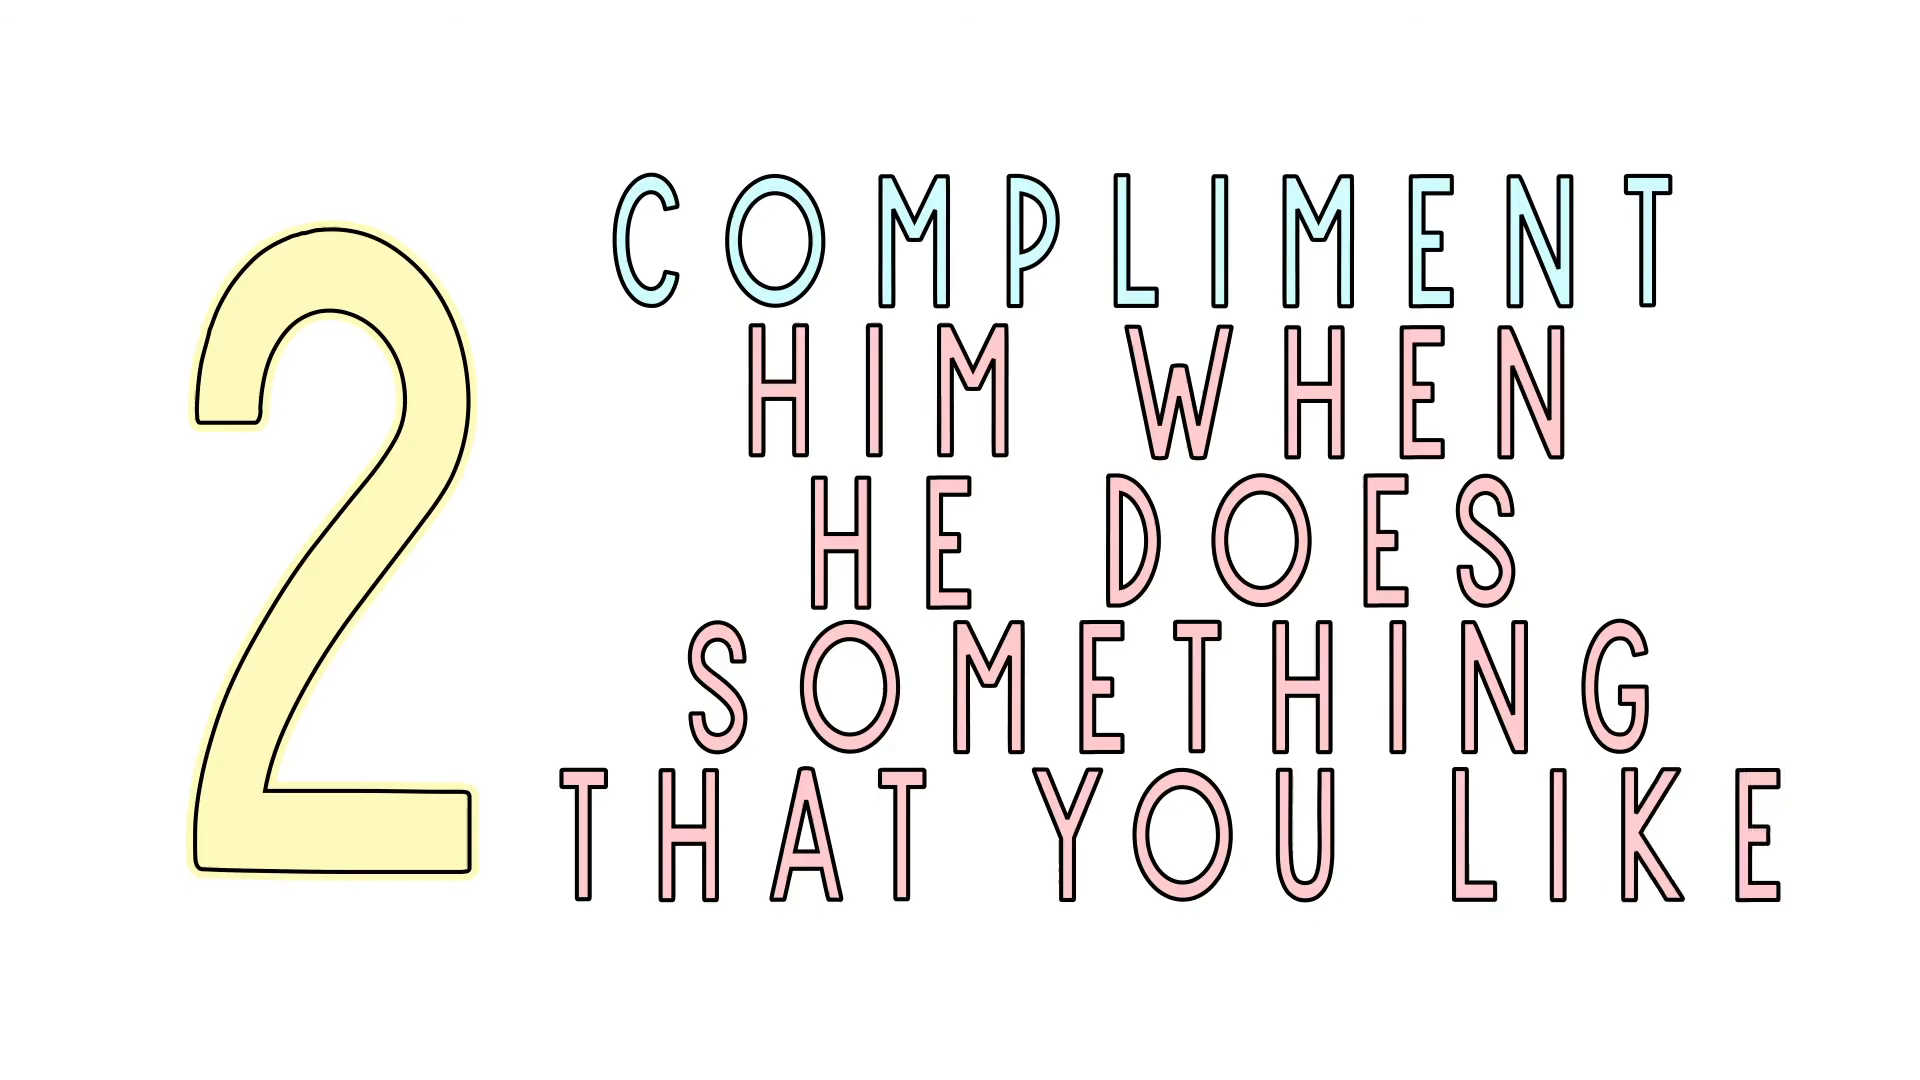 2
COMPLIMENT
HIM WHEN
HE DOES
SOMETHING
THAT YOU LIKE